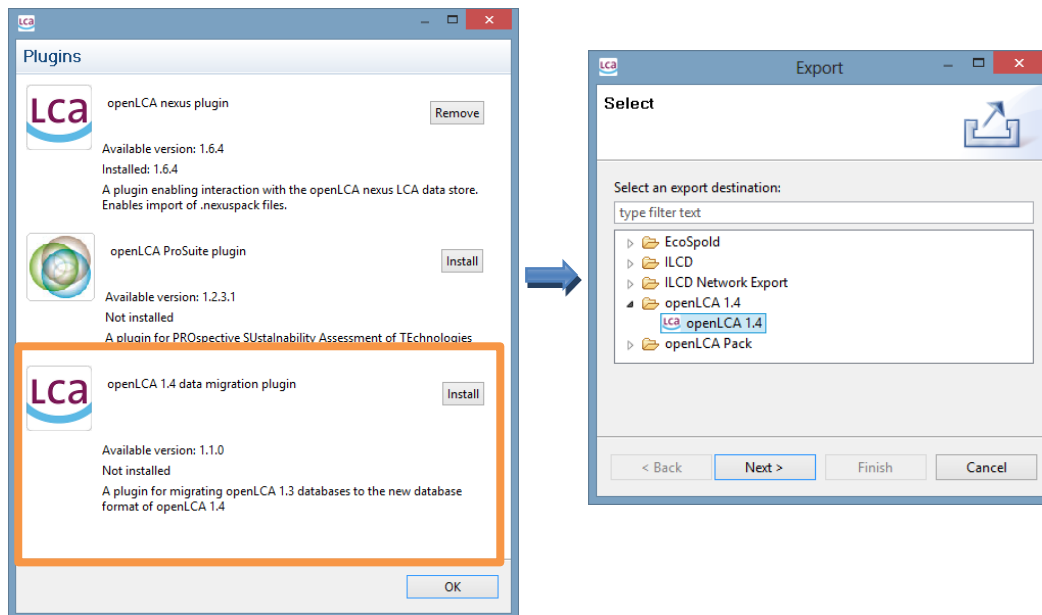 LCa
Plugins
LCa
openLCA nexus plugin
Remove
Available version: 1.6.4
Installed: 1.6.4
A plugin enabling interaction with the openLCA nexus LCA data store.
Enables import of .nexuspack files.
openLCA ProSuite plugin
Install
Available version: 1.2.3.1
Not installed
A plugin for PROspective SUstaInability Assessment of TEchnologies
LCa
openLCA 1.4 data migration plugin
Install
Available version: 1.1.0
Not installed
A plugin for migrating openLCA 1.3 databases to the new database
format of openLCA 1.4
OK
LCa
Export
Select
Select an export destination:
type filter text
EcoSpold
ILCD
ILCD Network Export
openLCA 1.4
LCa openLCA 1.4
openLCA Pack
< Back
Next >
Finish
Cancel